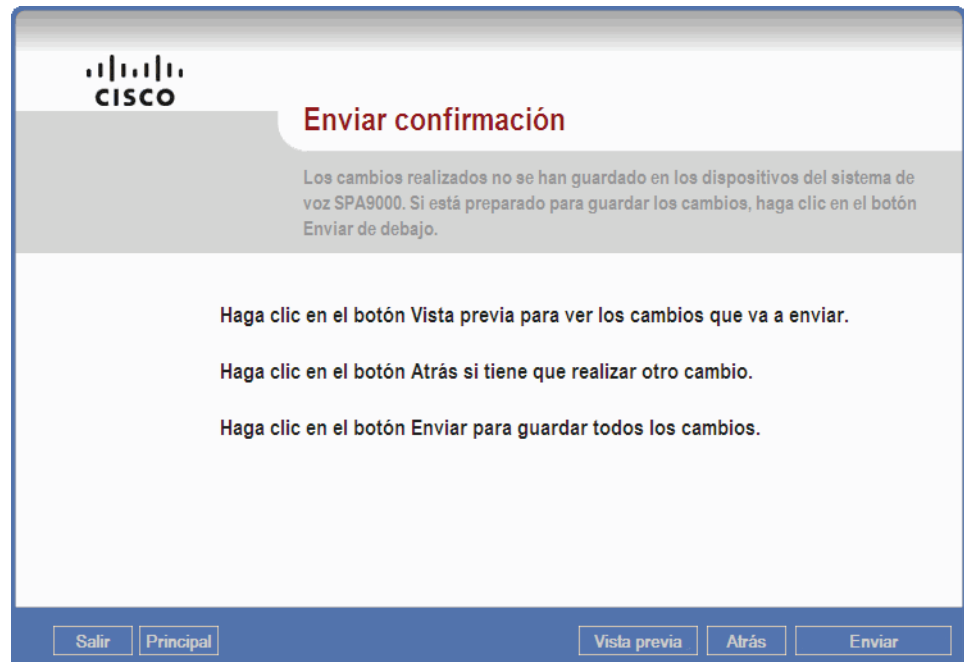 CISCO
Enviar confirmación
Los cambios realizados no se han guardado en los dispositivos del sistema de
voz SPA9000. Si está preparado para guardar los cambios, haga clic en el botón
Enviar de debajo.
Haga clic en el botón Vista previa para ver los cambios que va a enviar.
Haga clic en el botón Atrás si tiene que realizar otro cambio.
Haga clic en el botón Enviar para guardar todos los cambios.
Salir Principal Vista previa Atrás Enviar